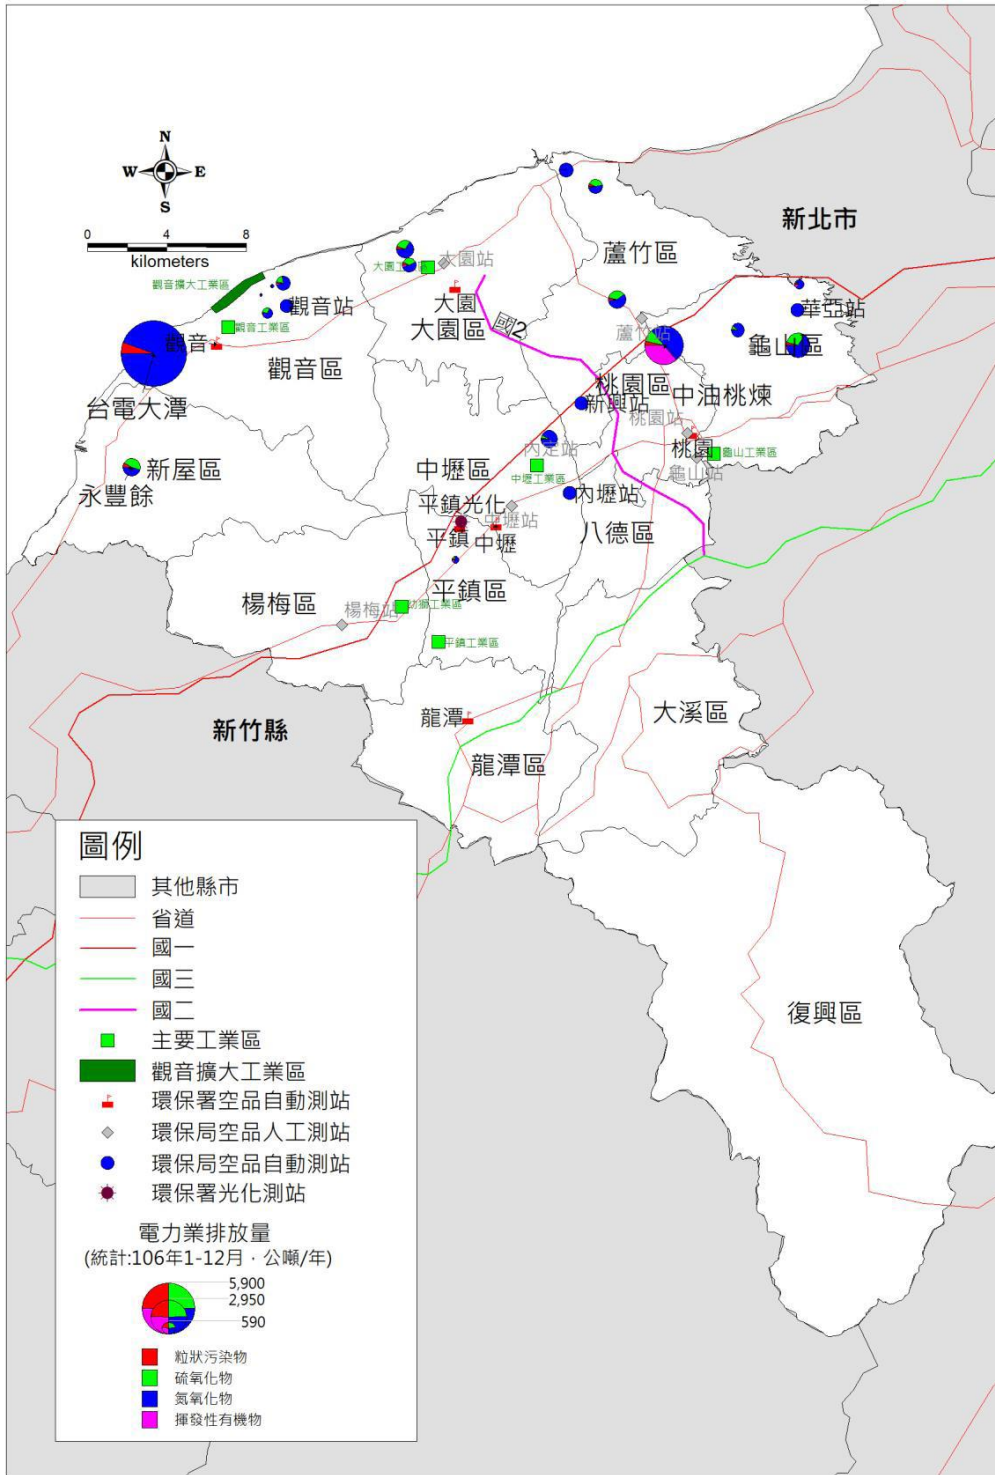 N
W E
S
0 4 8
kilometers
新北市
蘆竹區
大園站
大園工業區
觀音擴大工業區
觀音站
大園
大園區
國2
華亞站
蘆竹站
龜山區
觀音工業區
觀音
觀音區
桃園區
中油桃煉
新興站
台電大潭
桃園站
內定站
桃園
龜山工業區
龜山站
中壢區
中壢工業區
新屋區
永豐餘
內壢站
平鎮光化
中壢站
八德區
平鎮
中壢
平鎮區
楊梅區
楊梅站
幼獅工業區
平鎮工業區
大溪區
龍潭
新竹縣
龍潭區
復興區
圖例
其他縣市
省道
國一
國三
國二
主要工業區
觀音擴大工業區
環保署空品自動測站
環保局空品人工測站
環保局空品自動測站
環保署光化測站
電力業排放量
(統計:106年1-12月，公噸/年)
5,900
2,950
590
粒狀污染物
硫氧化物
氮氧化物
揮發性有機物